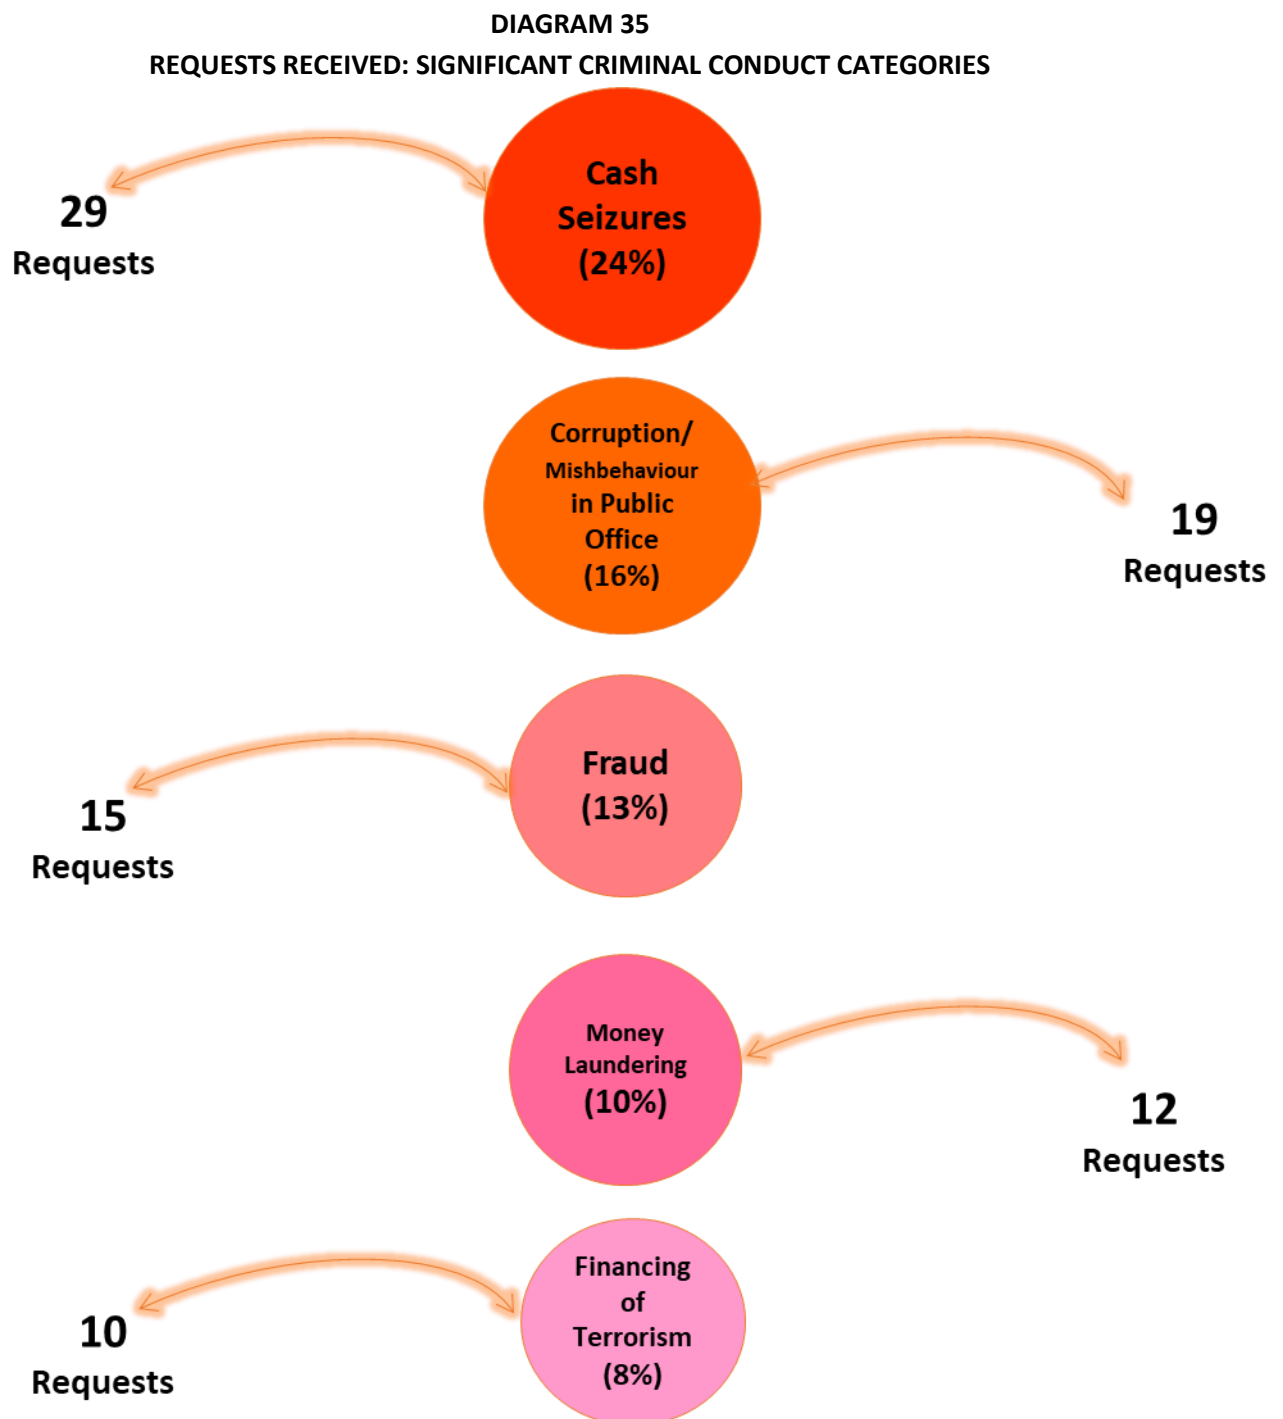 DIAGRAM 35
REQUESTS RECEIVED: SIGNIFICANT CRIMINAL CONDUCT CATEGORIES
Cash
Seizures
(24%)
29
Requests
Corruption/
Mishbehaviour
in Public
Office
(16%)
19
Requests
Fraud
(13%)
15
Requests
Money
Laundering
(10%)
12
Requests
Financing
of
Terrorism
(8%)
10
Requests